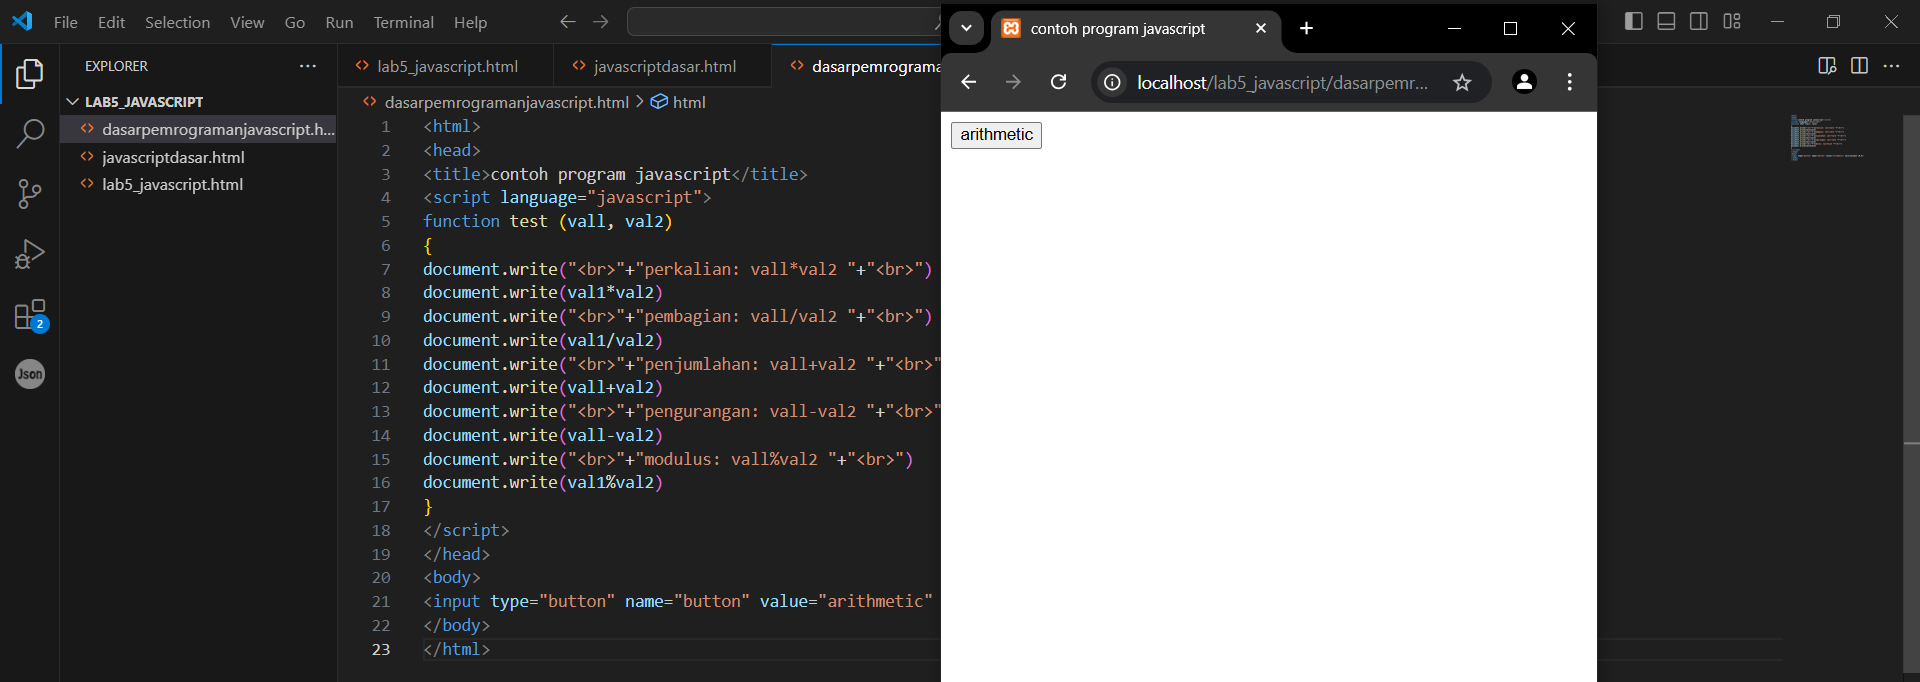 File Edit Selection View Go Run Terminal Help
contoh program javascript
localhost/lab5_javascript/dasarpemr...
EXPLORER
LAB5_JAVASCRIPT
dasarpemrogramanjavascript.h...
javascriptdasar.html
lab5_javascript.html
2
Json
lab5_javascript.html javascriptdasar.html dasarpemrograma
dasarpemrogramanjavascript.html > html
1 <html>
2 <head>
3 <title>contoh program javascript</title>
4 <script language="javascript">
5 function test (vall, val2)
6 {
7 document.write("<br>"+"perkalian: vall*val2 "+"<br>")
8 document.write(val1*val2)
9 document.write("<br>"+"pembagian: vall/val2 "+"<br>")
10 document.write(val1/val2)
11 document.write("<br>"+"penjumlahan: vall+val2 "+"<br>"
12 document.write(vall+val2)
13 document.write("<br>"+"pengurangan: vall-val2 "+"<br>"
14 document.write(vall-val2)
15 document.write("<br>"+"modulus: vall%val2 "+"<br>")
16 document.write(val1%val2)
17 }
18 </script>
19 </head>
20 <body>
21 <input type="button" name="button" value="arithmetic"
22 </body>
23 </html>
arithmetic